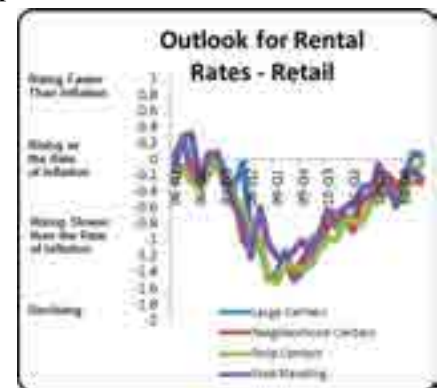 Outlook for Rental
Rates - Retail
Rising Faster
Than Inflation
Rising at
the Rate
of Inflation
Rising Slower
than the Rate
of Inflation
Declining
1
0.8
0.6
0.4
0.2
0
-0.2
-0.4
-0.6
-0.8
-1
-1.2
-1.4
-1.6
-1.8
-2
Large Centers
Neighborhood Centers
Strip Centers
Free Standing